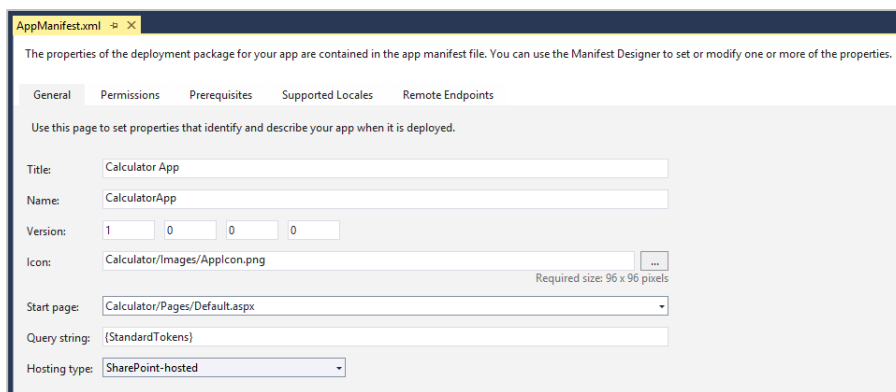 AppManifest.xml
The properties of the deployment package for your app are contained in the app manifest file. You can use the Manifest Designer to set or modify one or more of the properties.
General Permissions Prerequisites Supported Locales Remote Endpoints
Use this page to set properties that identify and describe your app when it is deployed.
Title: Calculator App
Name: CalculatorApp
Version: 1 0 0 0
Icon: Calculator/Images/AppIcon.png ...
Required size: 96 x 96 pixels
Start page: Calculator/Pages/Default.aspx
Query string: {StandardTokens}
Hosting type: SharePoint-hosted